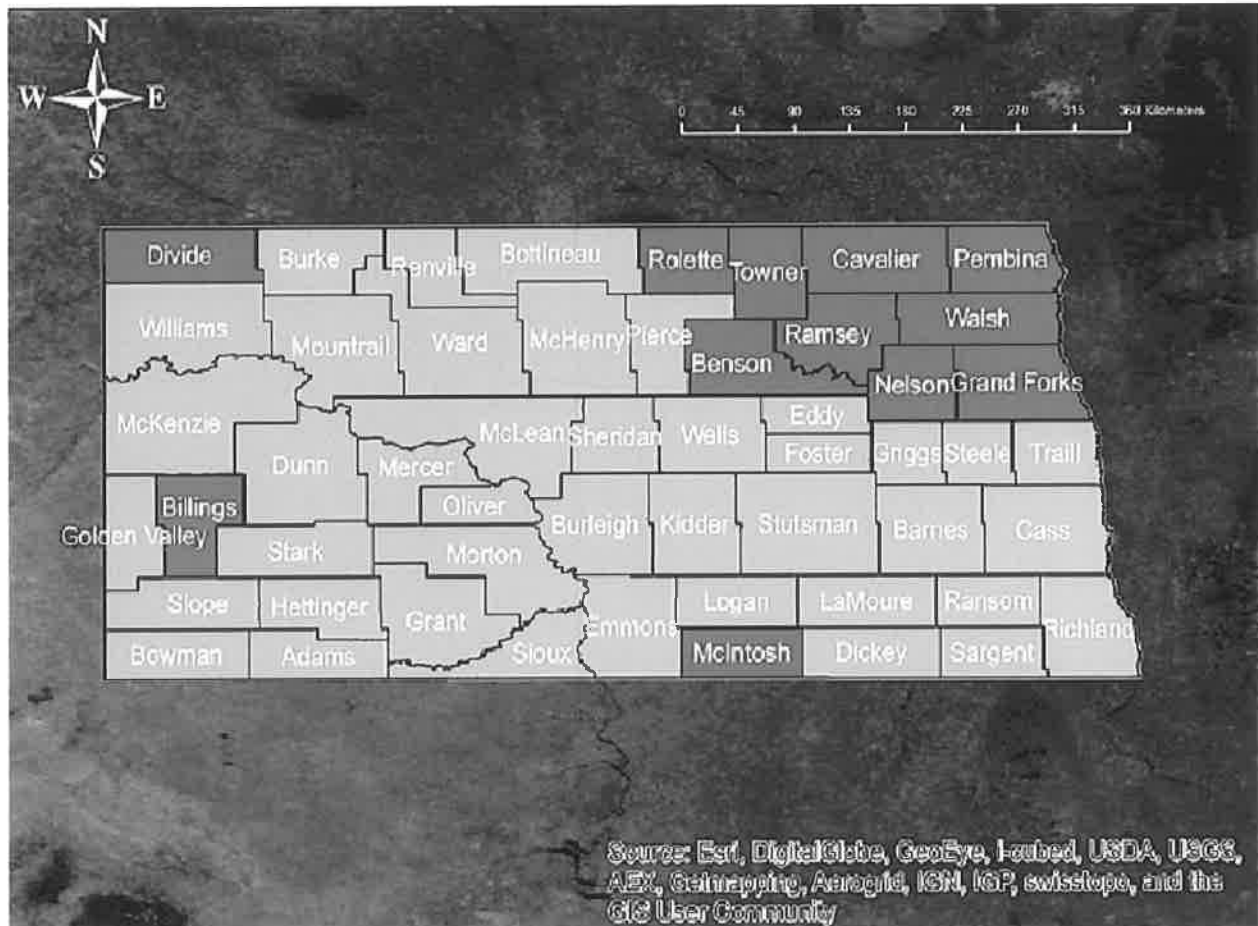 N
W E
S
0 45 90 135 180 225 270 315 360 Kilometers
Divide Burke Renville Bottineau Rolette Towner Cavalier Pembina
Williams Mountrail Ward McHenry Pierce Benson Ramsey Walsh
Nelson Grand Forks
McKenzie Dunn Mercer McLean Sheridan Wells Eddy
Foster Griggs Steele Traill
Billings Oliver
Golden Valley Stark Morton Burleigh Kidder Stutsman Barnes Cass
Slope Hettinger Grant Emmons Logan LaMoure Ransom Richland
Bowman Adams Sioux McIntosh Dickey Sargent
Source: Esri, DigitalGlobe, GeoEye, i-cubed, USDA, USGS,
AEX, Getmapping, Aerogrid, IGN, IGP, swisstopo, and the
GIS User Community